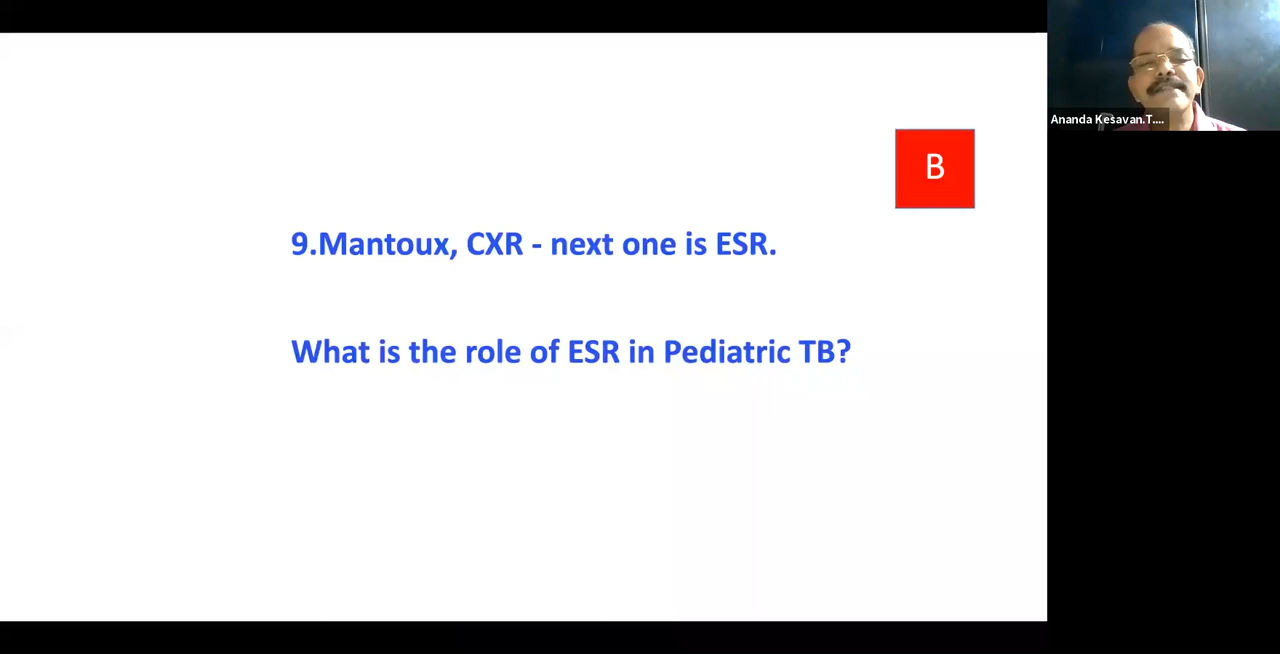 B
9.Mantoux, CXR - next one is ESR.
What is the role of ESR in Pediatric TB?
Ananda Kesavan.T....